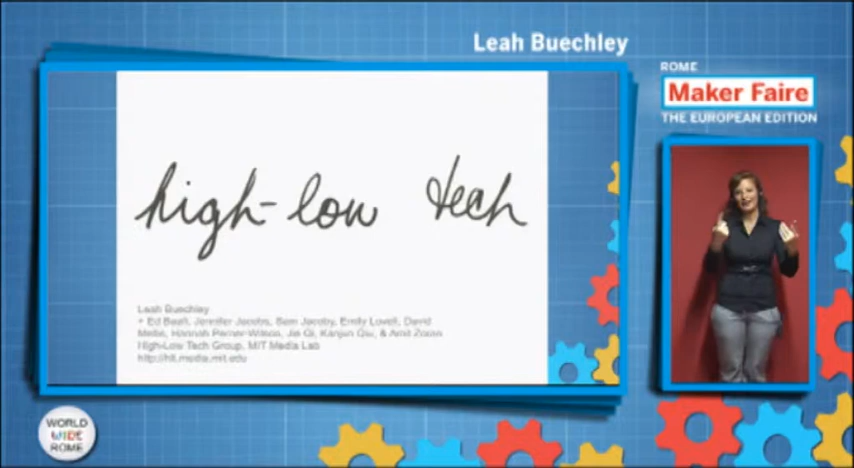 Leah Buechley
ROME
Maker Faire
THE EUROPEAN EDITION
high-low tech
Leah Buechley
+ Ed Baafi, Jennifer Jacobs, Sam Jacoby, Emily Lovell, David
Mellis, Hannah Perner-Wilson, Jie Qi, Kanjun Qiu, & Amit Zoran
High-Low Tech Group, MIT Media Lab
http://hlt.media.mit.edu
WORLD
WIDE
ROME